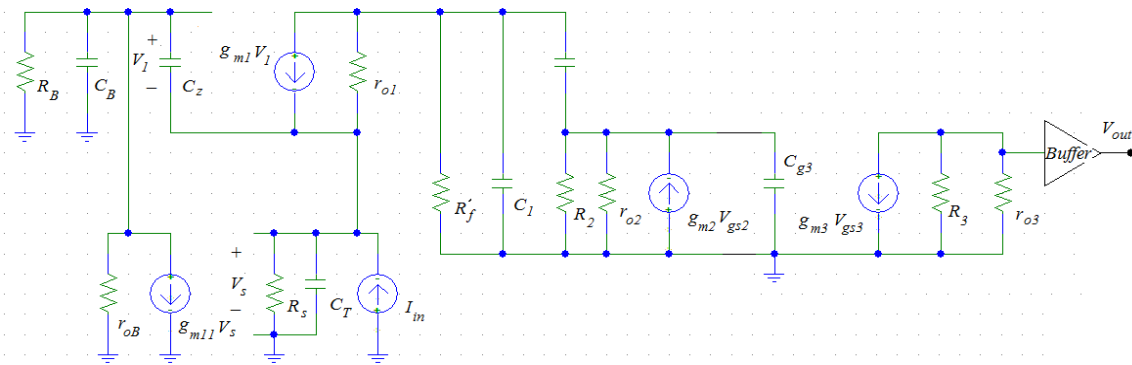 R_B
C_B
+
V_1
−
C_z
g_m1 V_1
r_o1
R'_f
C_1
R_2
r_o2
g_m2 V_gs2
C_g3
g_m3 V_gs3
R_3
r_o3
Buffer
V_out
r_oB
g_m11 V_s
+
V_s
−
R_s
C_T
I_in